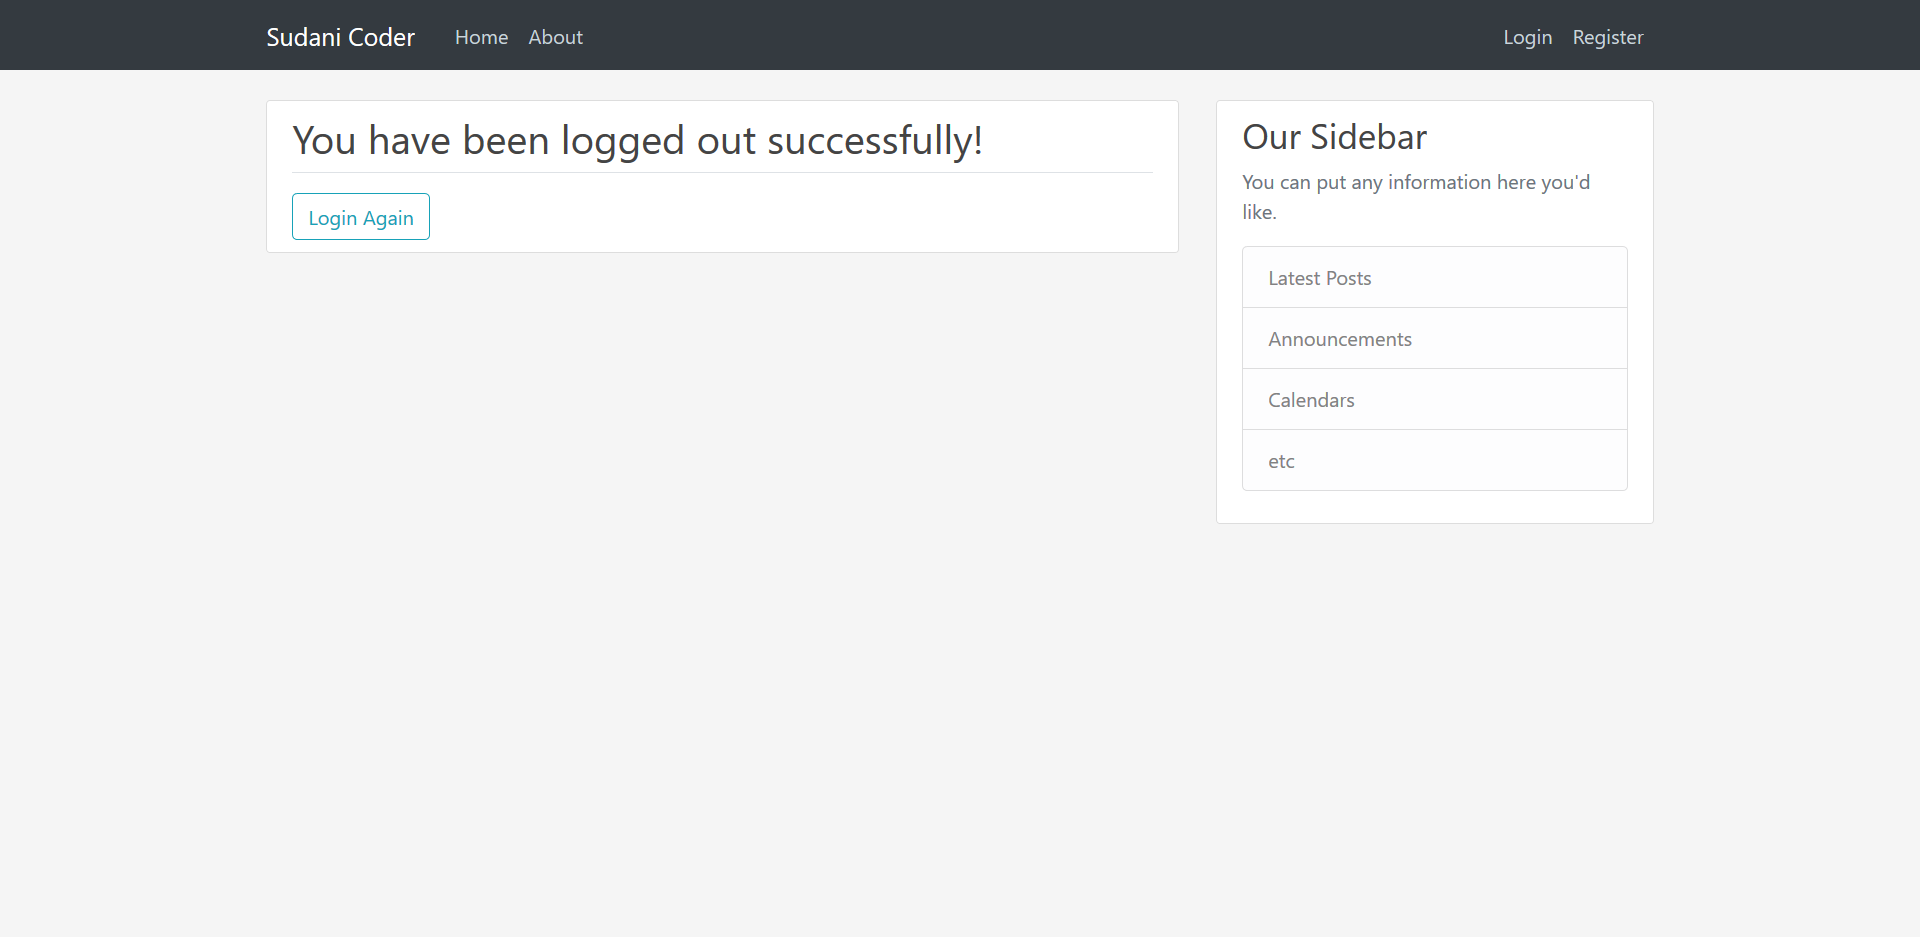 Sudani Coder Home About Login Register
You have been logged out successfully!
Login Again
Our Sidebar
You can put any information here you'd
like.
Latest Posts
Announcements
Calendars
etc